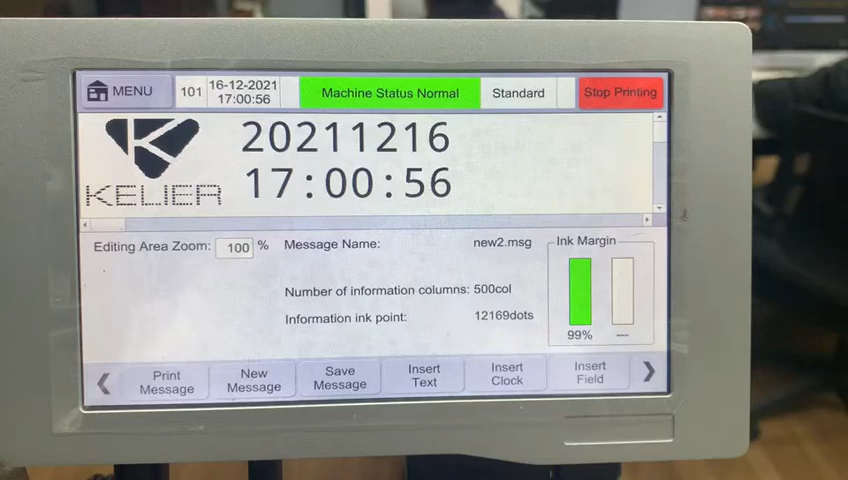 MENU
101
16-12-2021
17:00:56
Machine Status Normal
Standard
Stop Printing
KELIER
20211216
17:00:56
Editing Area Zoom: 100 %
Message Name: new2.msg
Ink Margin
Number of information columns: 500col
Information ink point: 12169dots
99%
Print
Message
New
Message
Save
Message
Insert
Text
Insert
Clock
Insert
Field